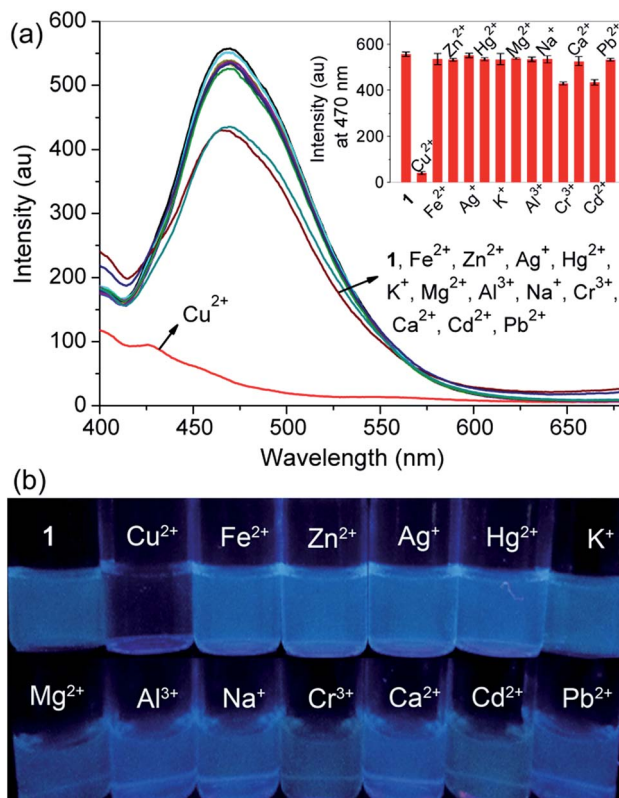 (a)
600
500
400
300
200
100
0
Intensity (au)
400 450 500 550 600 650
Wavelength (nm)
600
400
200
0
Intensity (au)
at 470 nm
Zn²⁺ Hg²⁺ Mg²⁺ Na⁺ Ca²⁺ Pb²⁺
1 Cu²⁺ Fe²⁺ Ag⁺ K⁺ Al³⁺ Cr³⁺ Cd²⁺
1, Fe²⁺, Zn²⁺, Ag⁺, Hg²⁺,
K⁺, Mg²⁺, Al³⁺, Na⁺, Cr³⁺,
Ca²⁺, Cd²⁺, Pb²⁺
Cu²⁺
(b)
1 Cu²⁺ Fe²⁺ Zn²⁺ Ag⁺ Hg²⁺ K⁺
Mg²⁺ Al³⁺ Na⁺ Cr³⁺ Ca²⁺ Cd²⁺ Pb²⁺